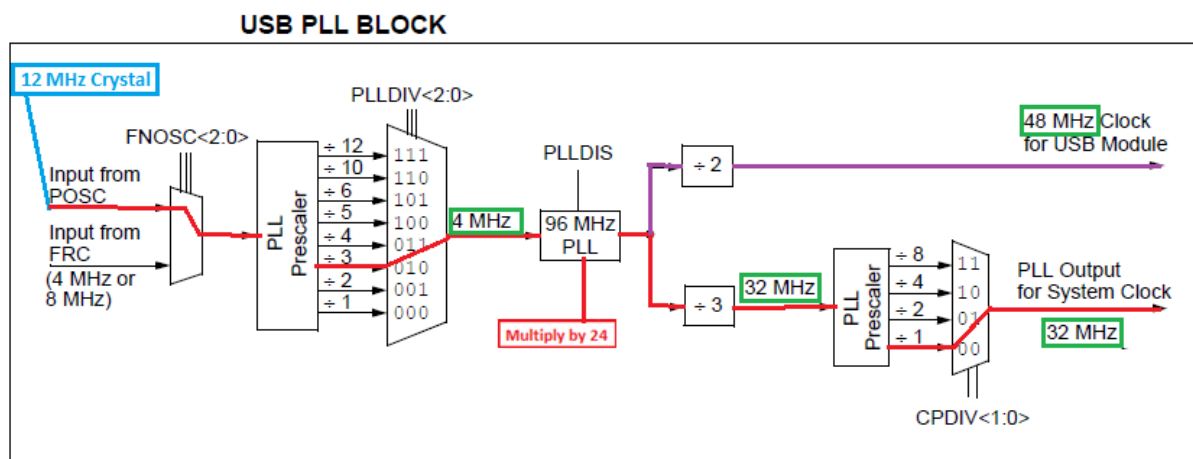 USB PLL BLOCK
12 MHz Crystal
PLLDIV<2:0>
FNOSC<2:0>
Input from
POSC
Input from
FRC
(4 MHz or
8 MHz)
PLL
Prescaler
÷ 12
÷ 10
÷ 6
÷ 5
÷ 4
÷ 3
÷ 2
÷ 1
111
110
101
100
011
010
001
000
4 MHz
PLLDIS
96 MHz
PLL
Multiply by 24
÷ 2
48 MHz Clock
for USB Module
÷ 3
32 MHz
PLL
Prescaler
÷ 8
÷ 4
÷ 2
÷ 1
11
10
01
00
CPDIV<1:0>
PLL Output
for System Clock
32 MHz